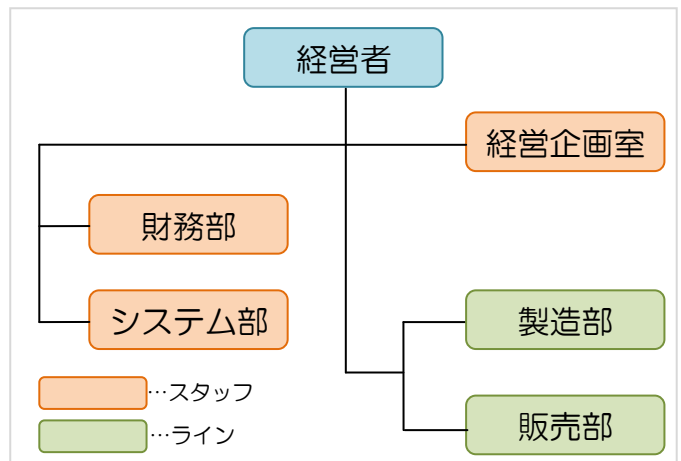 経営者
経営企画室
財務部
システム部
製造部
販売部
…スタッフ
…ライン